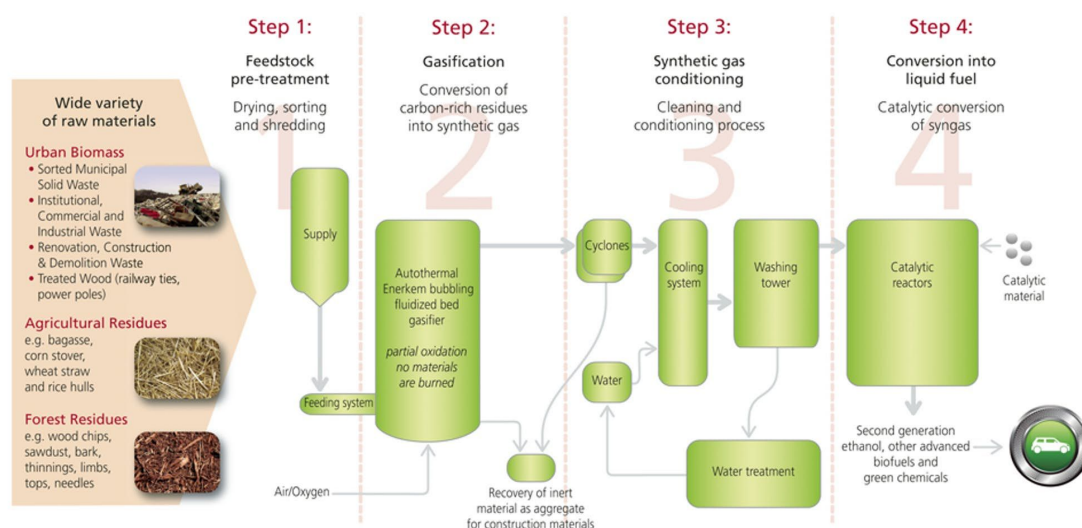 Step 1:
Feedstock
pre-treatment
Drying, sorting
and shredding
1
Step 2:
Gasification
Conversion of
carbon-rich residues
into synthetic gas
2
Step 3:
Synthetic gas
conditioning
Cleaning and
conditioning process
3
Step 4:
Conversion into
liquid fuel
Catalytic conversion
of syngas
4
Wide variety
of raw materials
Urban Biomass
• Sorted Municipal
Solid Waste
• Institutional,
Commercial and
Industrial Waste
• Renovation, Construction
& Demolition Waste
• Treated Wood (railway ties,
power poles)
Agricultural Residues
e.g. bagasse,
corn stover,
wheat straw
and rice hulls
Forest Residues
e.g. wood chips,
sawdust, bark,
thinnings, limbs,
tops, needles
Supply
Feeding system
Air/Oxygen
Autothermal
Enerkem bubbling
fluidized bed
gasifier
partial oxidation
no materials
are burned
Cyclones
Recovery of inert
material as aggregate
for construction materials
Cooling
system
Water
Washing
tower
Water treatment
Catalytic
reactors
Catalytic
material
Second generation
ethanol, other advanced
biofuels and
green chemicals